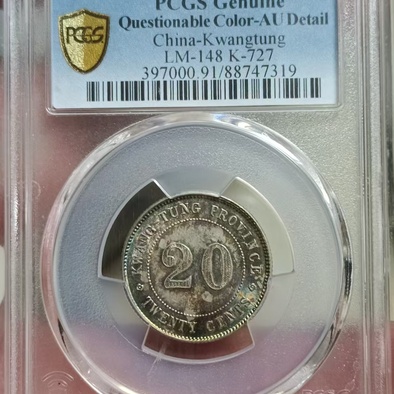 PCGS Genuine
Questionable Color-AU Detail
China-Kwangtung
LM-148 K-727
397000.91/88747319
PCGS
KWANG-TUNG PROVINCE
20
TWENTY CENTS
PCGS